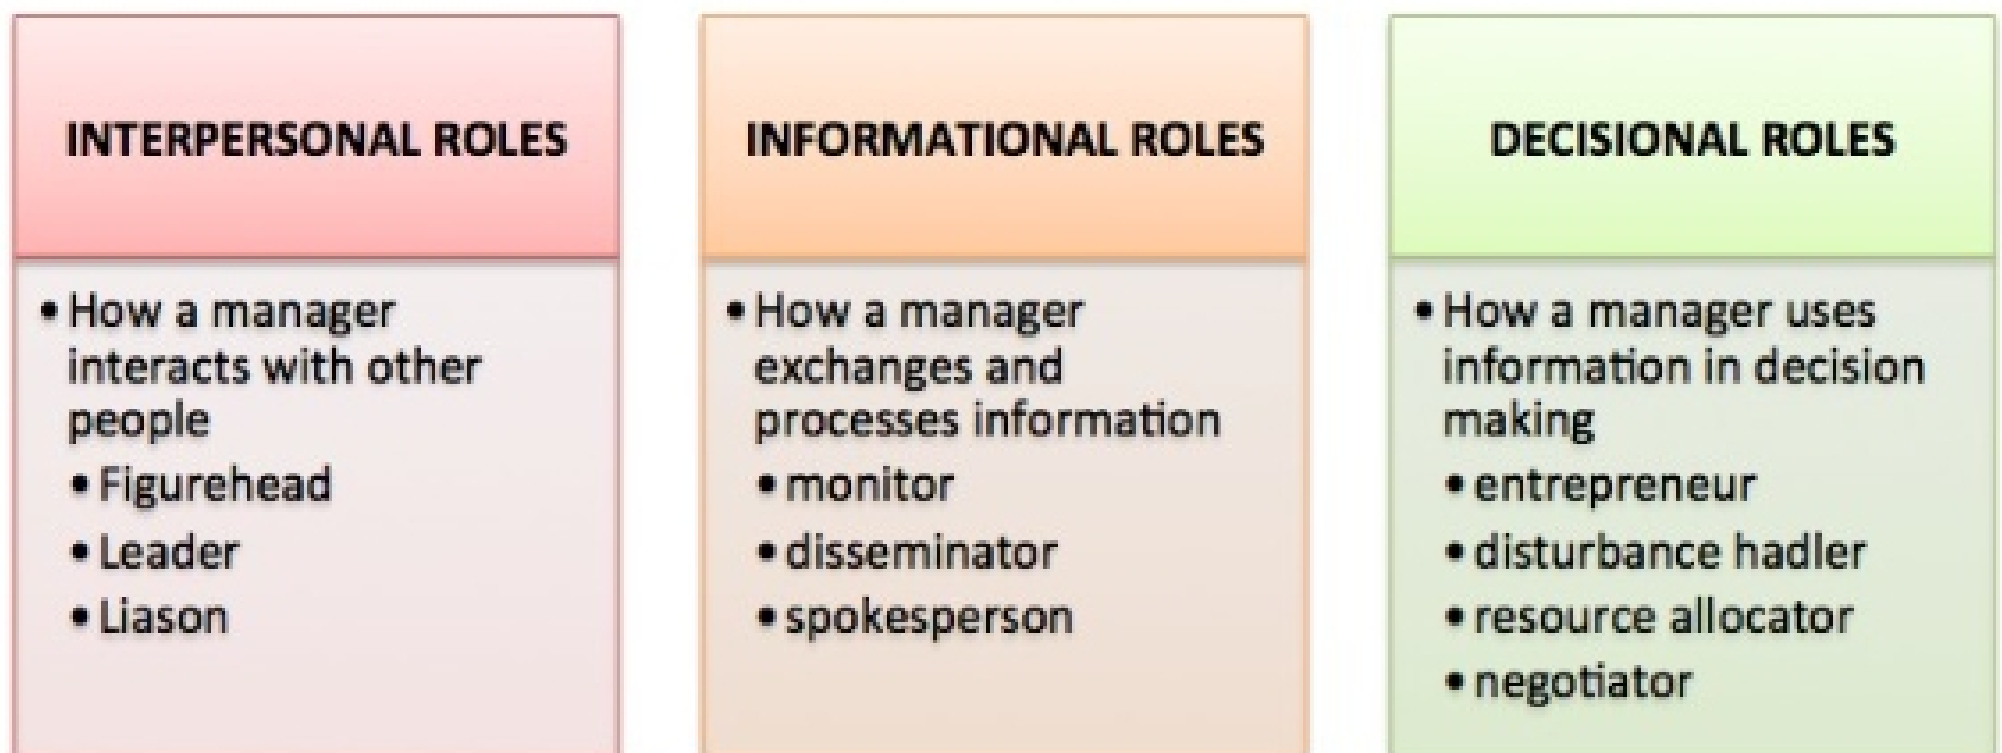 INTERPERSONAL ROLES
• How a manager
interacts with other
people
• Figurehead
• Leader
• Liason
INFORMATIONAL ROLES
• How a manager
exchanges and
processes information
• monitor
• disseminator
• spokesperson
DECISIONAL ROLES
• How a manager uses
information in decision
making
• entrepreneur
• disturbance hadler
• resource allocator
• negotiator